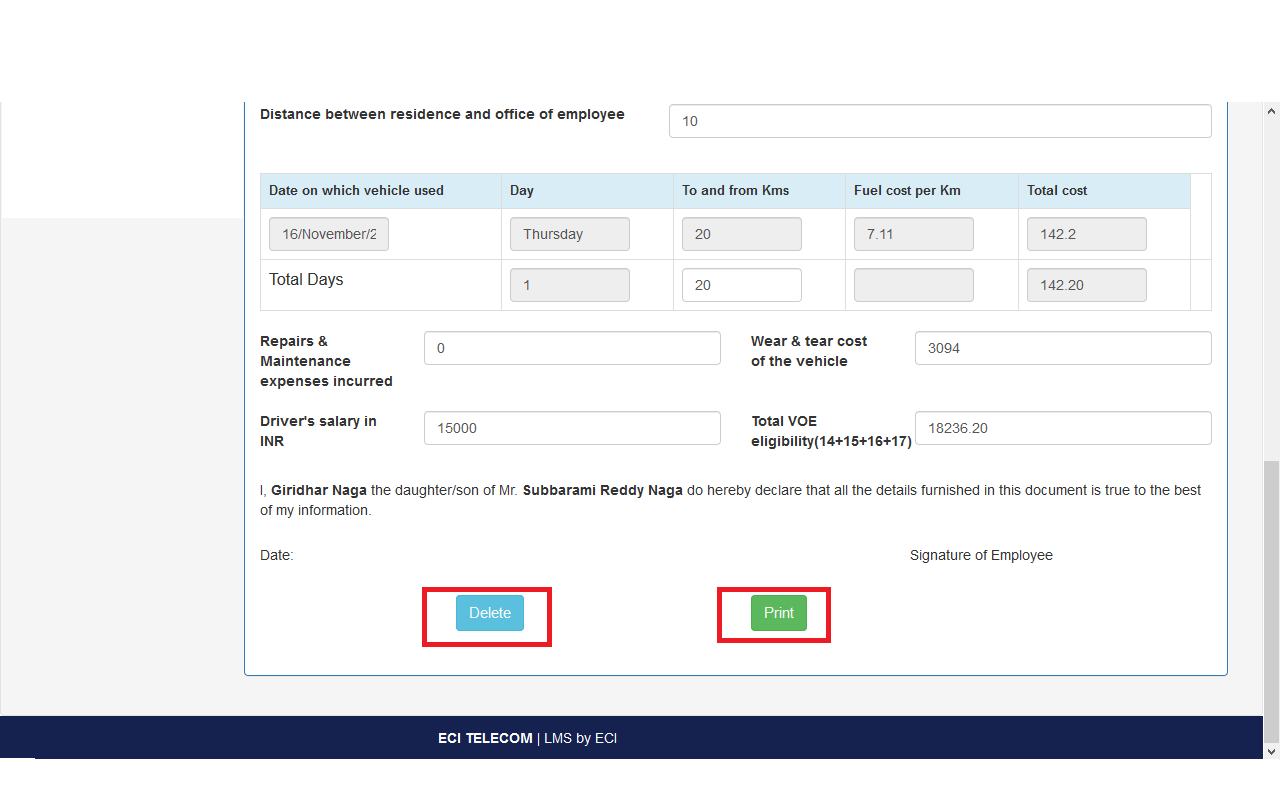 Distance between residence and office of employee 10
Date on which vehicle used Day To and from Kms Fuel cost per Km Total cost
16/November/2 Thursday 20 7.11 142.2
Total Days 1 20 142.20
Repairs & Maintenance expenses incurred 0 Wear & tear cost of the vehicle 3094
Driver's salary in INR 15000 Total VOE eligibility(14+15+16+17) 18236.20
I, Giridhar Naga the daughter/son of Mr. Subbarami Reddy Naga do hereby declare that all the details furnished in this document is true to the best
of my information.
Date: Signature of Employee
Delete Print
ECI TELECOM | LMS by ECI